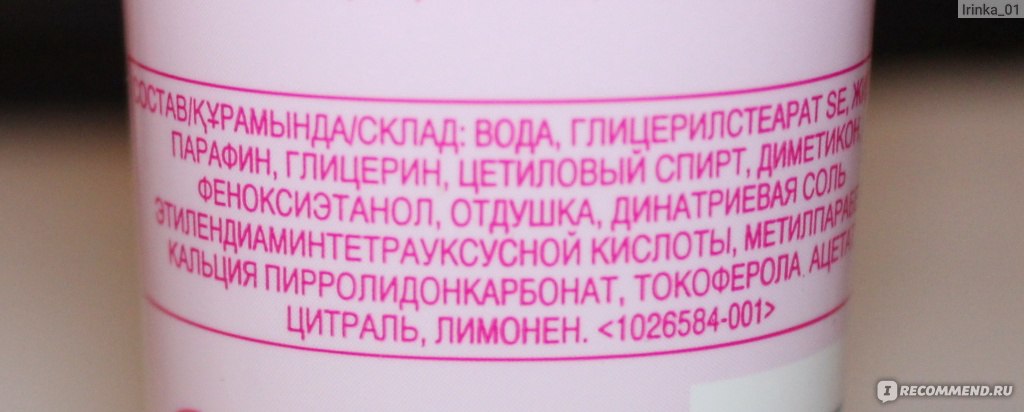 Irinka_01
СОСТАВ/ҚҰРАМЫНДА/СКЛАД: ВОДА, ГЛИЦЕРИЛСТЕАРАТ SE,
ПАРАФИН, ГЛИЦЕРИН, ЦЕТИЛОВЫЙ СПИРТ, ДИМЕТИКОН,
ФЕНОКСИЭТАНОЛ, ОТДУШКА, ДИНАТРИЕВАЯ СОЛЬ
ЭТИЛЕНДИАМИНТЕТРАУКСУСНОЙ КИСЛОТЫ,
КАЛЬЦИЯ ПИРРОЛИДОНКАРБОНАТ, ТОКОФЕРОЛА
ЦИТРАЛЬ, ЛИМОНЕН. <1026584-001>
I RECOMMEND.RU